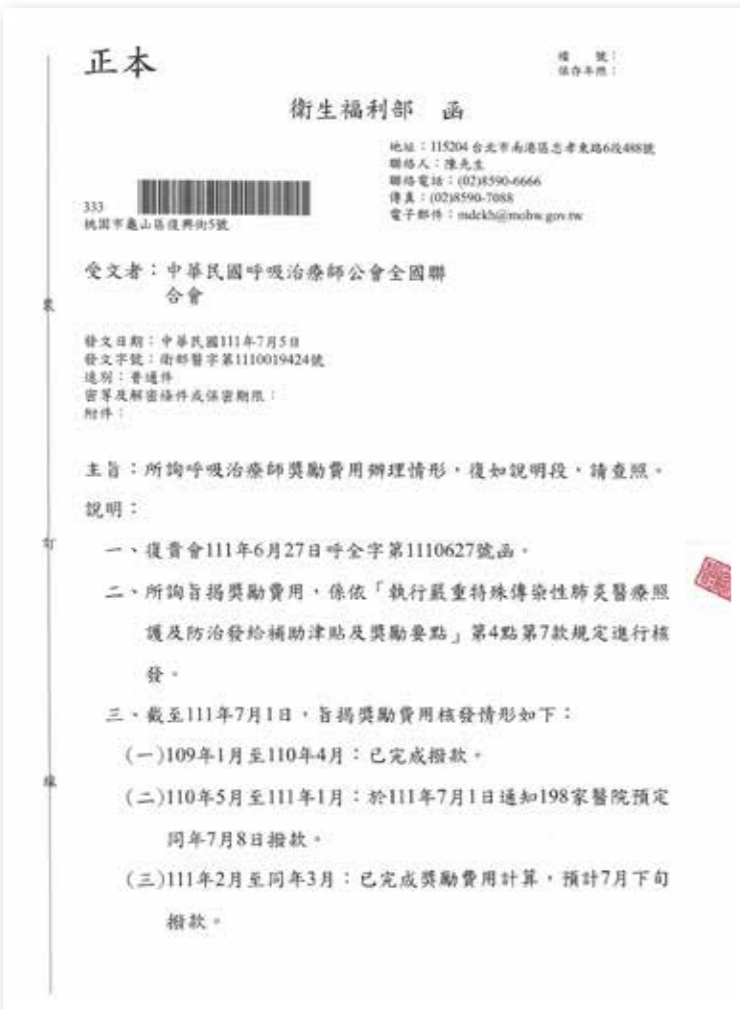 正本
檔　　號：
保存年限：
衛生福利部　函
地址：115204 台北市南港區忠孝東路6段488號
聯絡人：陳先生
聯絡電話：(02)8590-6666
傳真：(02)8590-7088
電子郵件：mdckh@mohw.gov.tw
333
桃園市龜山區復興街5號
受文者：中華民國呼吸治療師公會全國聯
合會
發文日期：中華民國111年7月5日
發文字號：衛部醫字第1110019424號
速別：普通件
密等及解密條件或保密期限：
附件：
主旨：所詢呼吸治療師獎勵費用辦理情形，復如說明段，請查照。
說明：
一、復貴會111年6月27日呼全字第1110627號函。
二、所詢旨揭獎勵費用，係依「執行嚴重特殊傳染性肺炎醫療照
護及防治發給補助津貼及獎勵要點」第4點第7款規定進行核
發。
三、截至111年7月1日，旨揭獎勵費用核發情形如下：
(一)109年1月至110年4月：已完成撥款。
(二)110年5月至111年1月：於111年7月1日通知198家醫院預定
同年7月8日撥款。
(三)111年2月至同年3月：已完成獎勵費用計算，預計7月下旬
撥款。
裝
訂
線